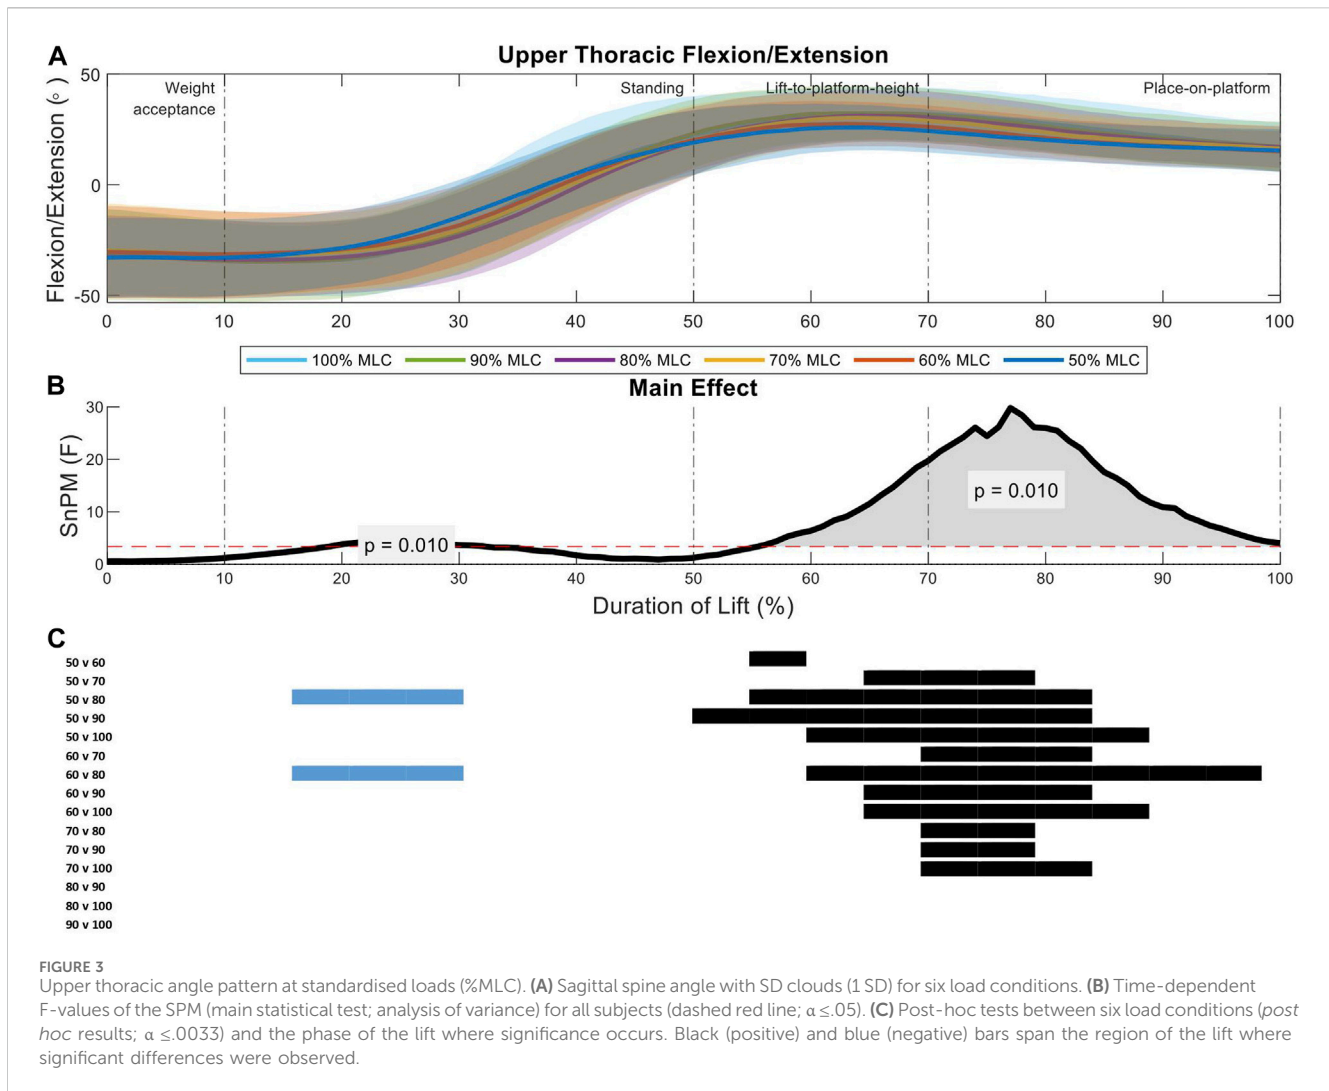 A
Upper Thoracic Flexion/Extension
Flexion/Extension (°)
50
0
-50
Weight
acceptance
Standing
Lift-to-platform-height
Place-on-platform
0 10 20 30 40 50 60 70 80 90 100
100% MLC 90% MLC 80% MLC 70% MLC 60% MLC 50% MLC
B
Main Effect
SnPM (F)
30
20
10
0
p = 0.010
p = 0.010
0 10 20 30 40 50 60 70 80 90 100
Duration of Lift (%)
C
50 v 60
50 v 70
50 v 80
50 v 90
50 v 100
60 v 70
60 v 80
60 v 90
60 v 100
70 v 80
70 v 90
70 v 100
80 v 90
80 v 100
90 v 100
FIGURE 3
Upper thoracic angle pattern at standardised loads (%MLC). (A) Sagittal spine angle with SD clouds (1 SD) for six load conditions. (B) Time-dependent
F-values of the SPM (main statistical test; analysis of variance) for all subjects (dashed red line; α ≤.05). (C) Post-hoc tests between six load conditions (post
hoc results; α ≤.0033) and the phase of the lift where significance occurs. Black (positive) and blue (negative) bars span the region of the lift where
significant differences were observed.